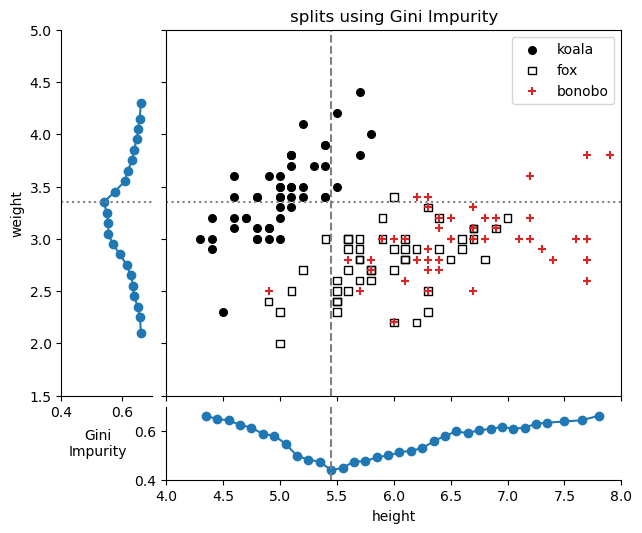 splits using Gini Impurity
koala
fox
bonobo
weight
5.0
4.5
4.0
3.5
3.0
2.5
2.0
1.5
0.4 0.6
Gini
Impurity
0.6
0.4
4.0 4.5 5.0 5.5 6.0 6.5 7.0 7.5 8.0
height